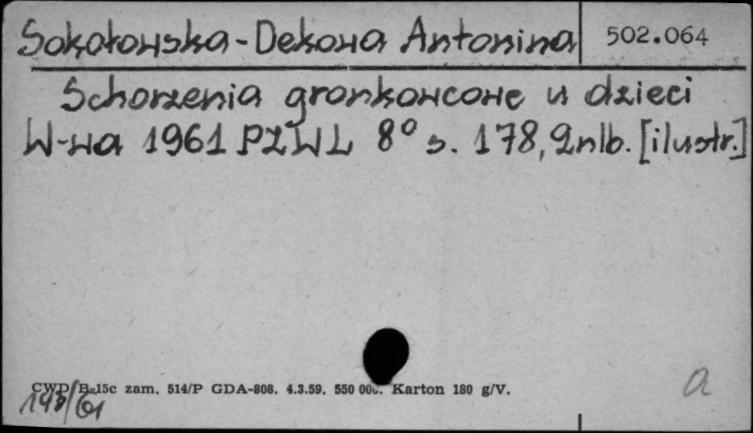 Sokołowska-Dekowa Antonina 502.064
Schorzenia gronkowcowe u dzieci
W-wa 1961 PZWL 8° s. 178, 2nlb. [ilustr.]
CWD B-15c zam. 514/P GDA-808. 4.3.59. 550 000. Karton 180 g/V.
a